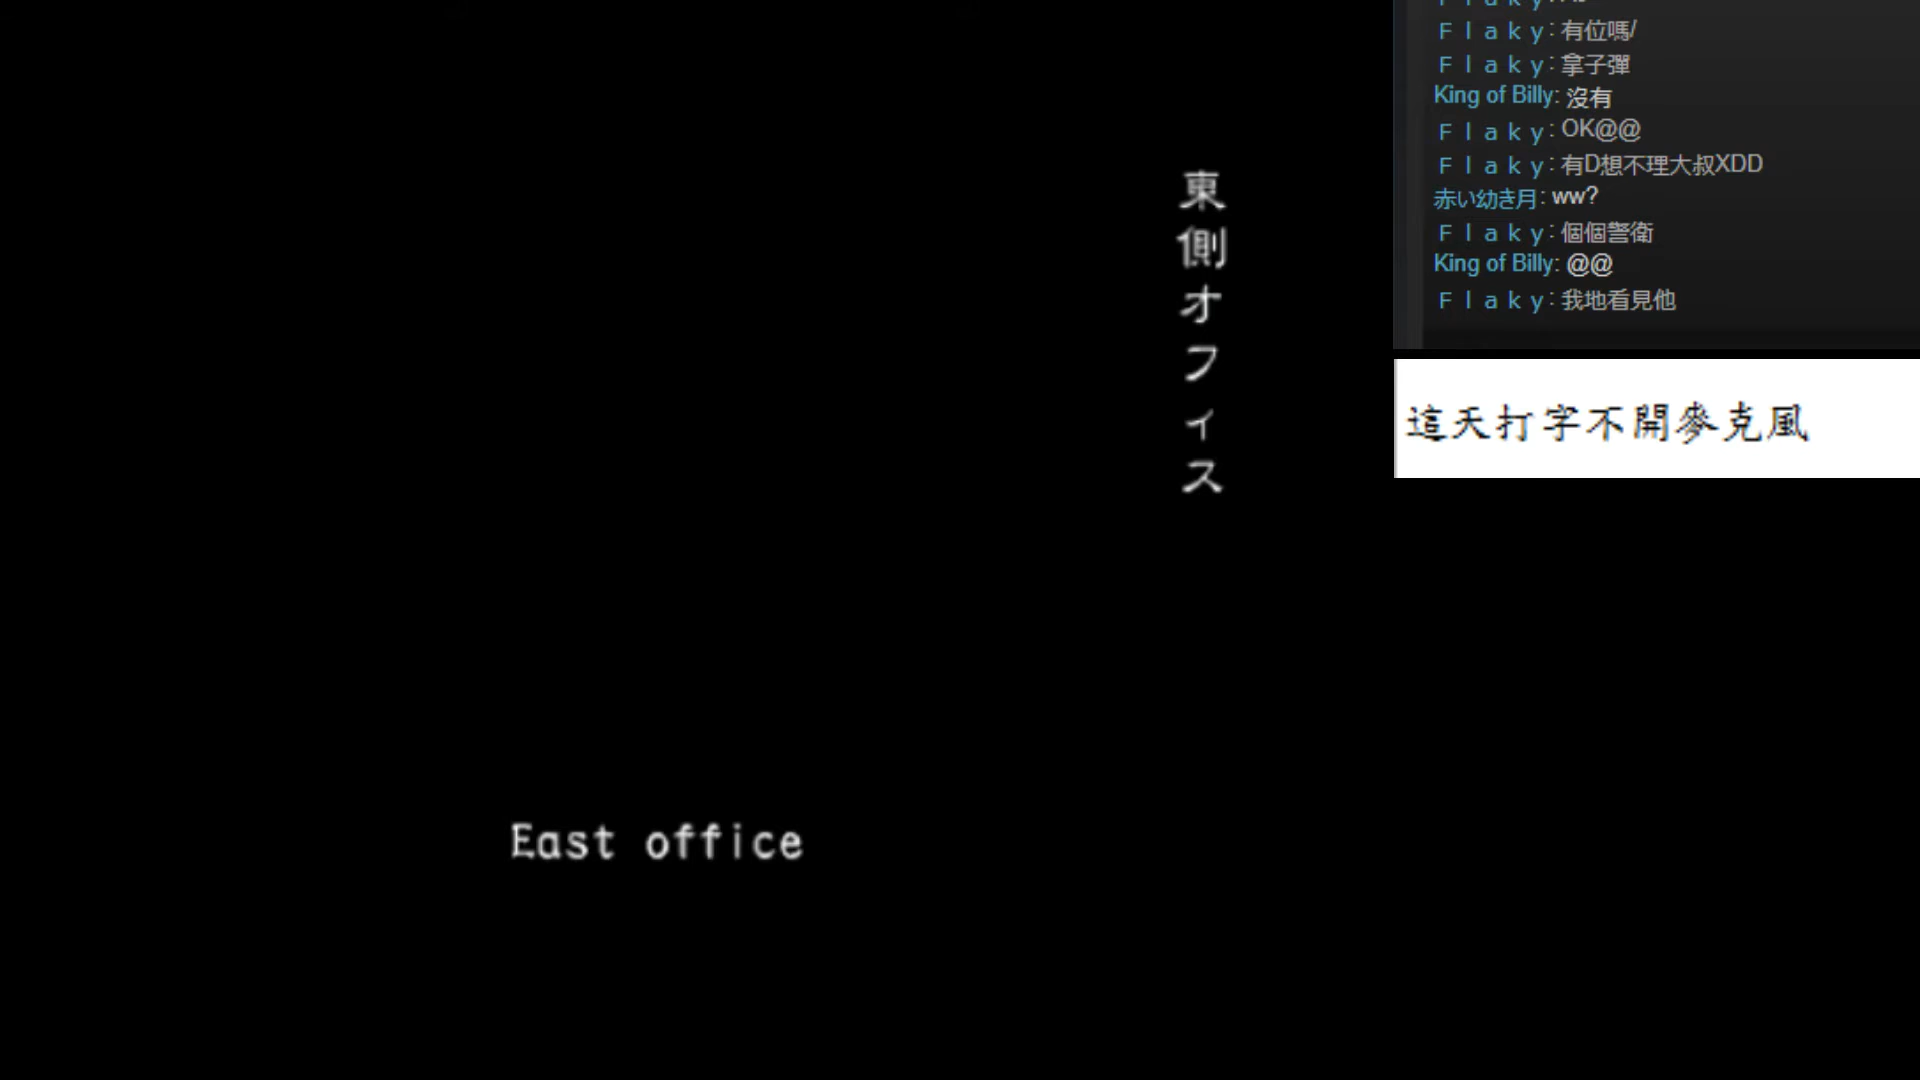 東側オフィス
East office
Ｆｌａｋｙ: 有位嗎/
Ｆｌａｋｙ: 拿子彈
King of Billy: 沒有
Ｆｌａｋｙ: OK@@
Ｆｌａｋｙ: 有D想不理大叔XDD
赤い幼き月: ww?
Ｆｌａｋｙ: 個個警衛
King of Billy: @@
Ｆｌａｋｙ: 我地看見他
這天打字不開麥克風